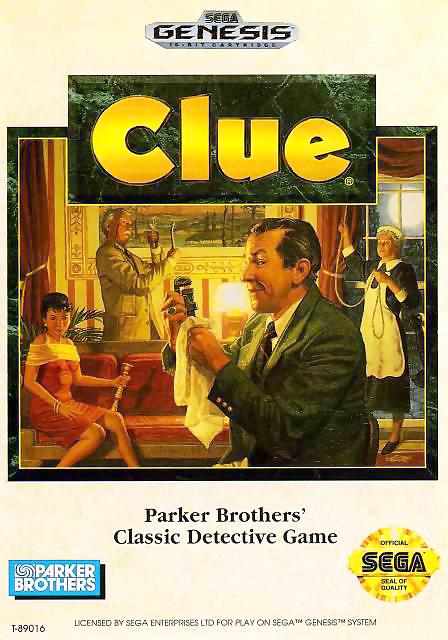 SEGA
GENESIS
16-BIT CARTRIDGE
Clue®
Parker Brothers'
Classic Detective Game
PARKER
BROTHERS
OFFICIAL
SEGA
SEAL OF
QUALITY
T-89016
LICENSED BY SEGA ENTERPRISES LTD FOR PLAY ON SEGA™ GENESIS™ SYSTEM